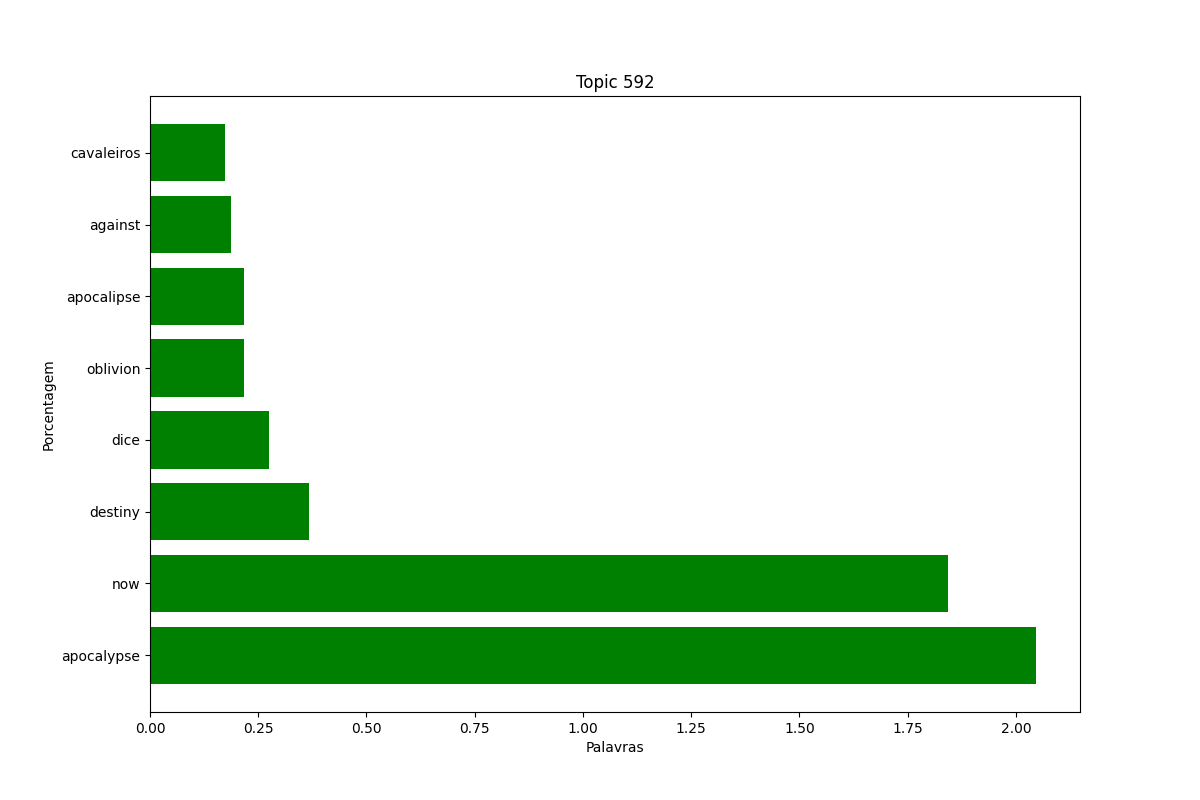 Topic 592
cavaleiros
against
apocalipse
oblivion
dice
destiny
now
apocalypse
Porcentagem
0.00 0.25 0.50 0.75 1.00 1.25 1.50 1.75 2.00
Palavras